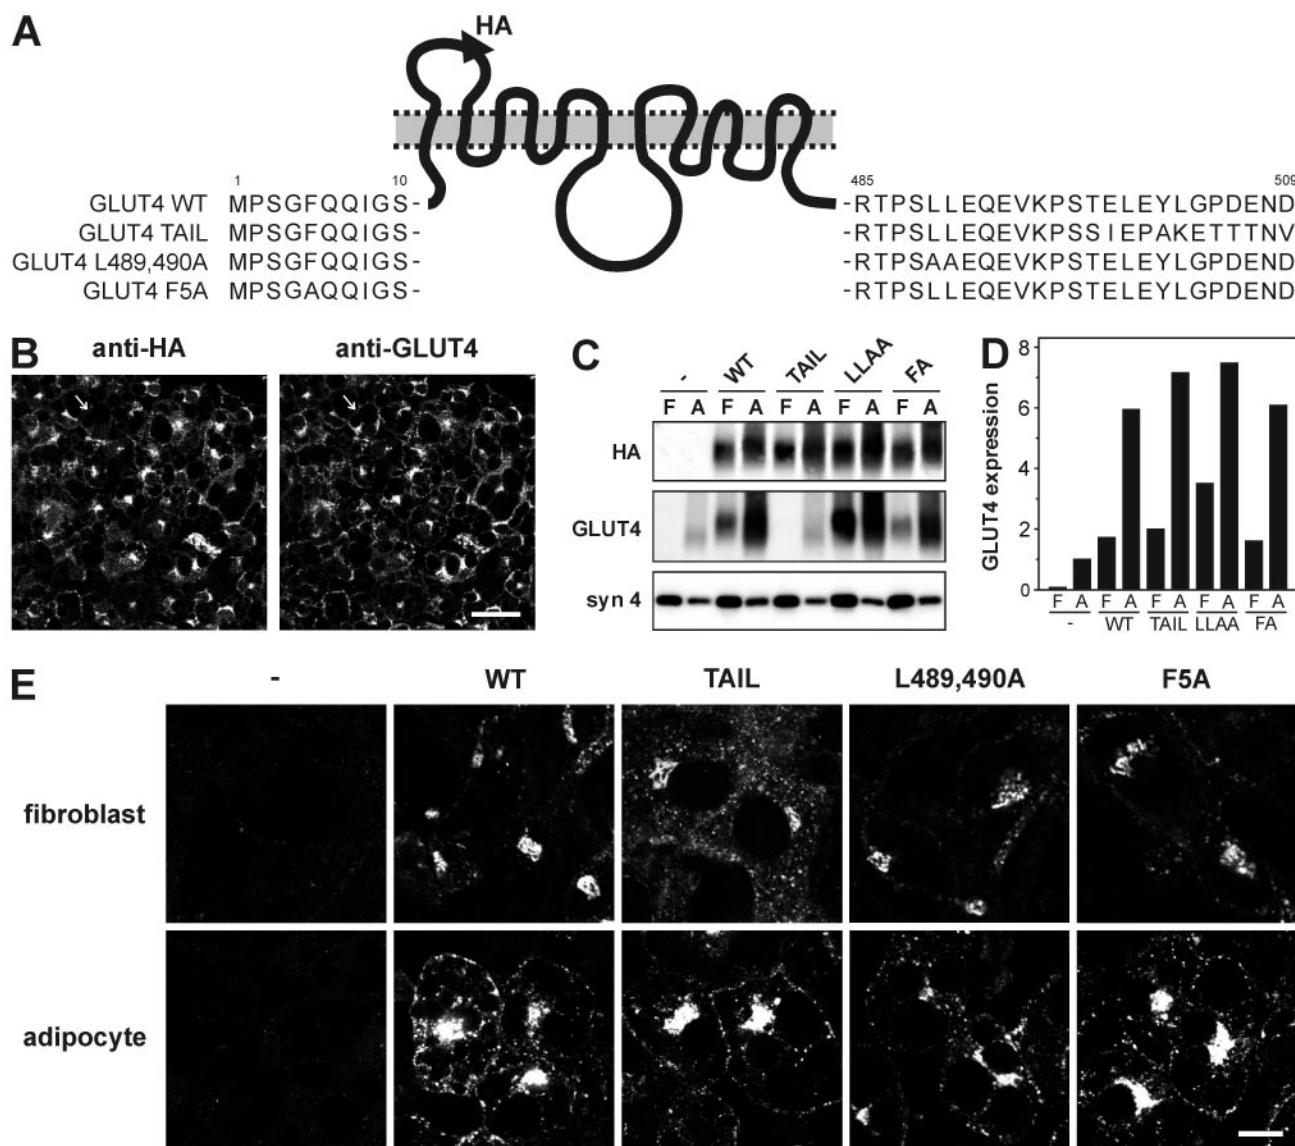 A
HA
1 10 485 509
GLUT4 WT MPSGFQQIGS- -RTPSLLEQEVKPSTELEYLGPDEND
GLUT4 TAIL MPSGFQQIGS- -RTPSLLEQEVKPSSIEPAKETTTNV
GLUT4 L489,490A MPSGFQQIGS- -RTPSAAEQEVKPSTELEYLGPDEND
GLUT4 F5A MPSGAQQIGS- -RTPSLLEQEVKPSTELEYLGPDEND
B
anti-HA anti-GLUT4
C
- WT TAIL LLAA FA
F A F A F A F A F A
HA
GLUT4
syn 4
D
GLUT4 expression
8
6
4
2
0
F A F A F A F A F A
- WT TAIL LLAA FA
E
- WT TAIL L489,490A F5A
fibroblast
adipocyte